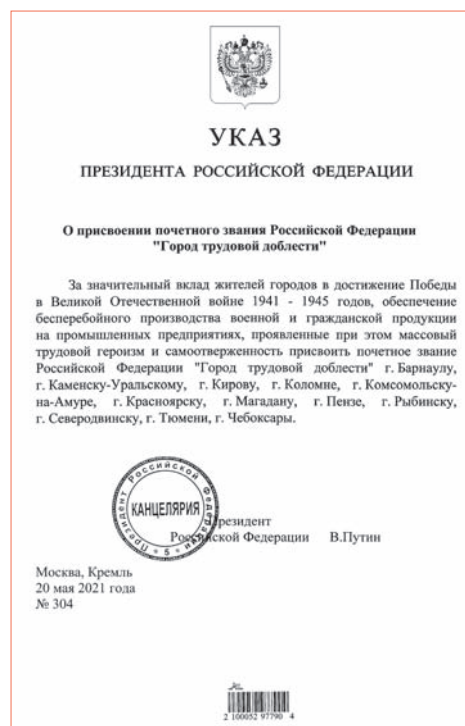 УКАЗ
ПРЕЗИДЕНТА РОССИЙСКОЙ ФЕДЕРАЦИИ
О присвоении почетного звания Российской Федерации
"Город трудовой доблести"
За значительный вклад жителей городов в достижение Победы
в Великой Отечественной войне 1941 - 1945 годов, обеспечение
бесперебойного производства военной и гражданской продукции
на промышленных предприятиях, проявленные при этом массовый
трудовой героизм и самоотверженность присвоить почетное звание
Российской Федерации "Город трудовой доблести" г. Барнаулу,
г. Каменску-Уральскому, г. Кирову, г. Коломне, г. Комсомольску-
на-Амуре, г. Красноярску, г. Магадану, г. Пензе, г. Рыбинску,
г. Северодвинску, г. Тюмени, г. Чебоксары.
Президент Российской Федерации
КАНЦЕЛЯРИЯ
* 5 *
Президент
Российской Федерации В.Путин
Москва, Кремль
20 мая 2021 года
№ 304
2 100052 97790 4